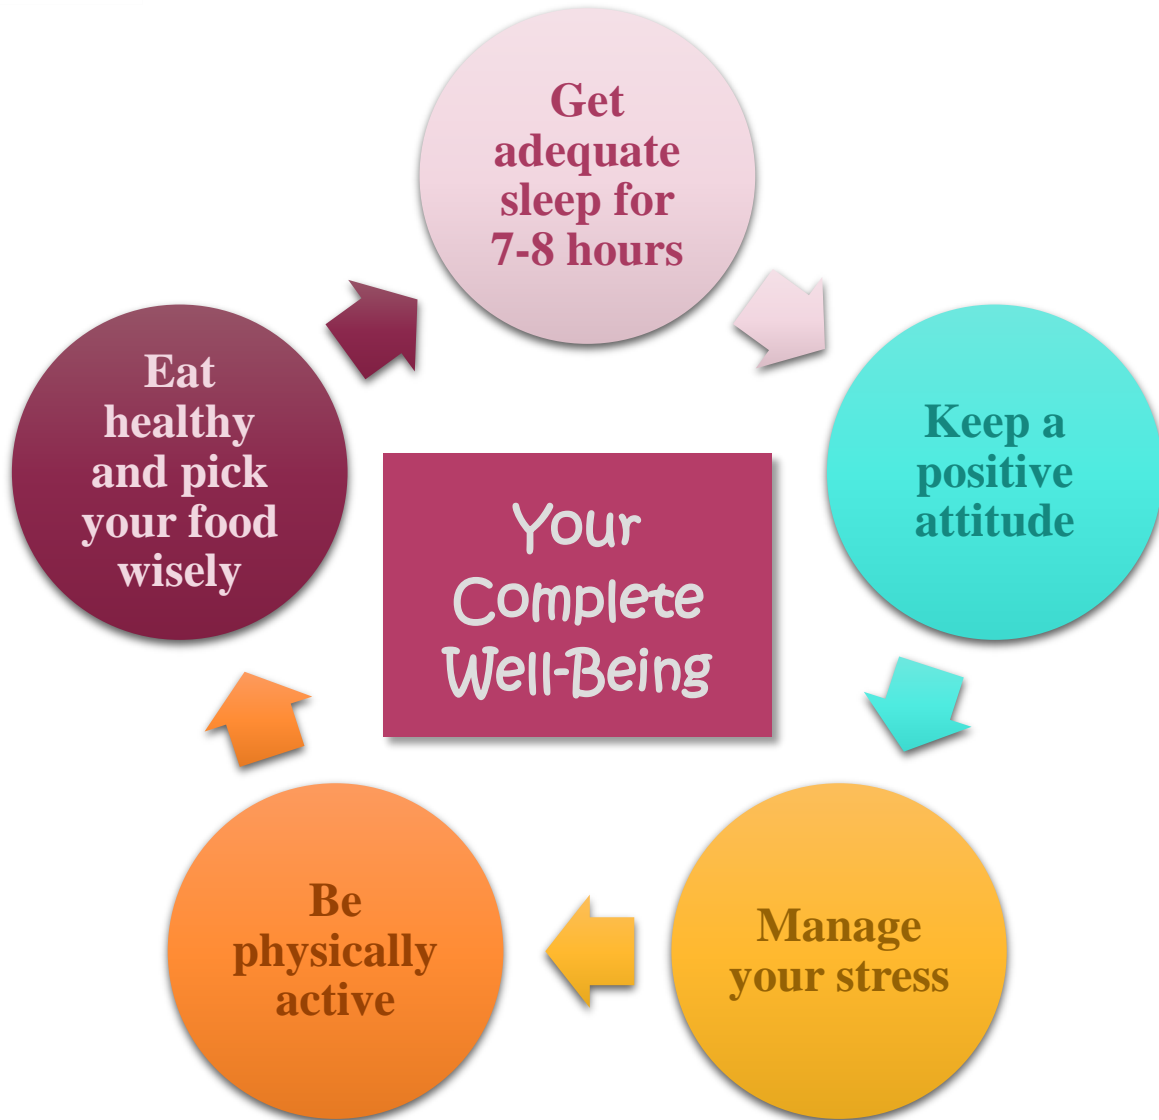 Get
adequate
sleep for
7-8 hours
Keep a
positive
attitude
Manage
your stress
Be
physically
active
Eat
healthy
and pick
your food
wisely
Your
Complete
Well-Being